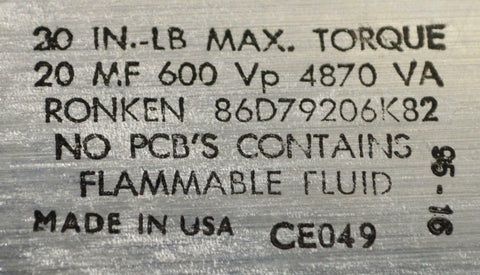 30 IN.-LB MAX. TORQUE
20 MF 600 Vp 4870 VA
RONKEN 86D79206K82
NO PCB'S CONTAINS
FLAMMABLE FLUID
MADE IN USA CE049
95-16